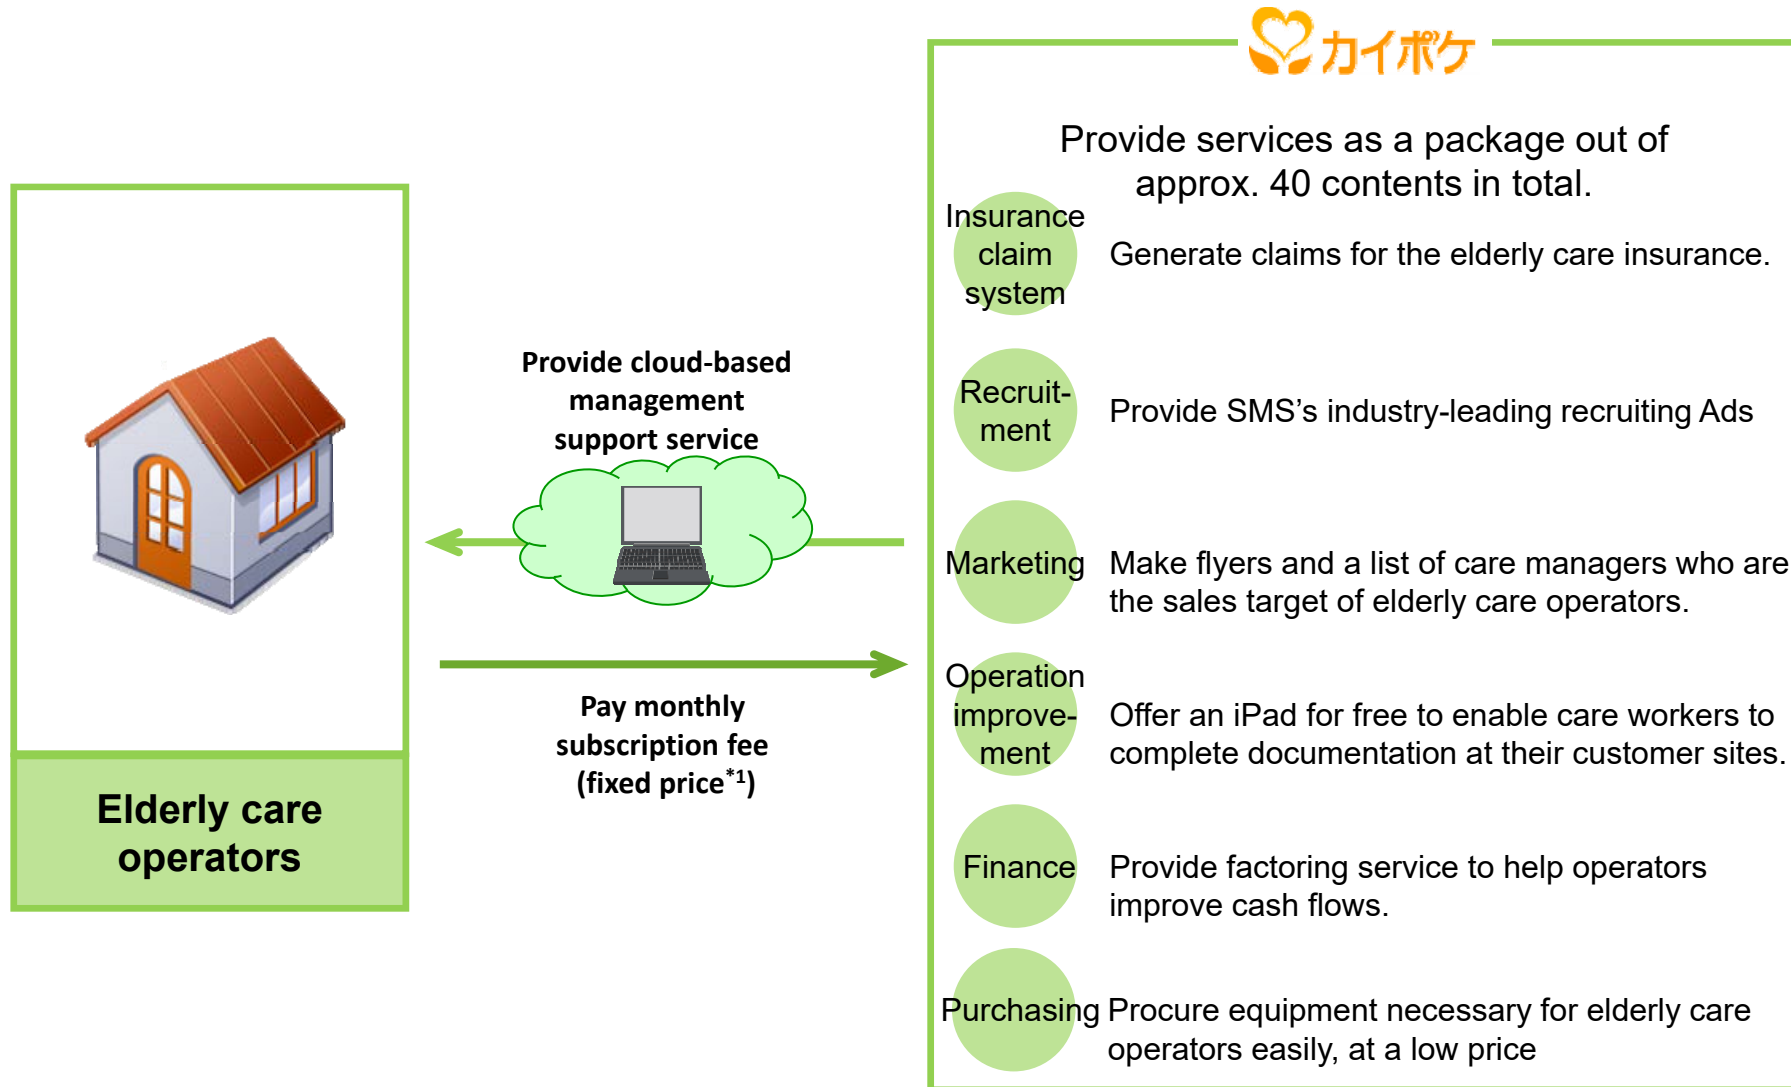 カイポケ
Provide services as a package out of
approx. 40 contents in total.
Insurance
claim
system
Generate claims for the elderly care insurance.
Recruit-
ment
Provide SMS’s industry-leading recruiting Ads
Marketing
Make flyers and a list of care managers who are
the sales target of elderly care operators.
Operation
improve-
ment
Offer an iPad for free to enable care workers to
complete documentation at their customer sites.
Finance
Provide factoring service to help operators
improve cash flows.
Purchasing
Procure equipment necessary for elderly care
operators easily, at a low price
Provide cloud-based
management
support service
Pay monthly
subscription fee
(fixed price*1)
Elderly care
operators